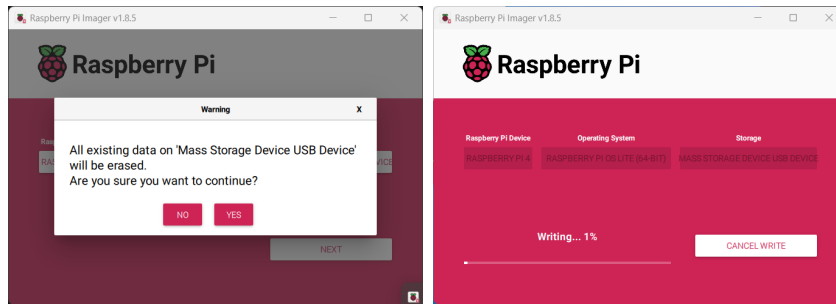 Raspberry Pi Imager v1.8.5
Raspberry Pi
Warning
X
All existing data on 'Mass Storage Device USB Device'
will be erased.
Are you sure you want to continue?
NO
YES
NEXT
Raspberry Pi Imager v1.8.5
Raspberry Pi
Raspberry Pi Device
Operating System
Storage
RASPBERRY PI 4
RASPBERRY PI OS LITE (64-BIT)
MASS STORAGE DEVICE USB DEVICE
Writing... 1%
CANCEL WRITE